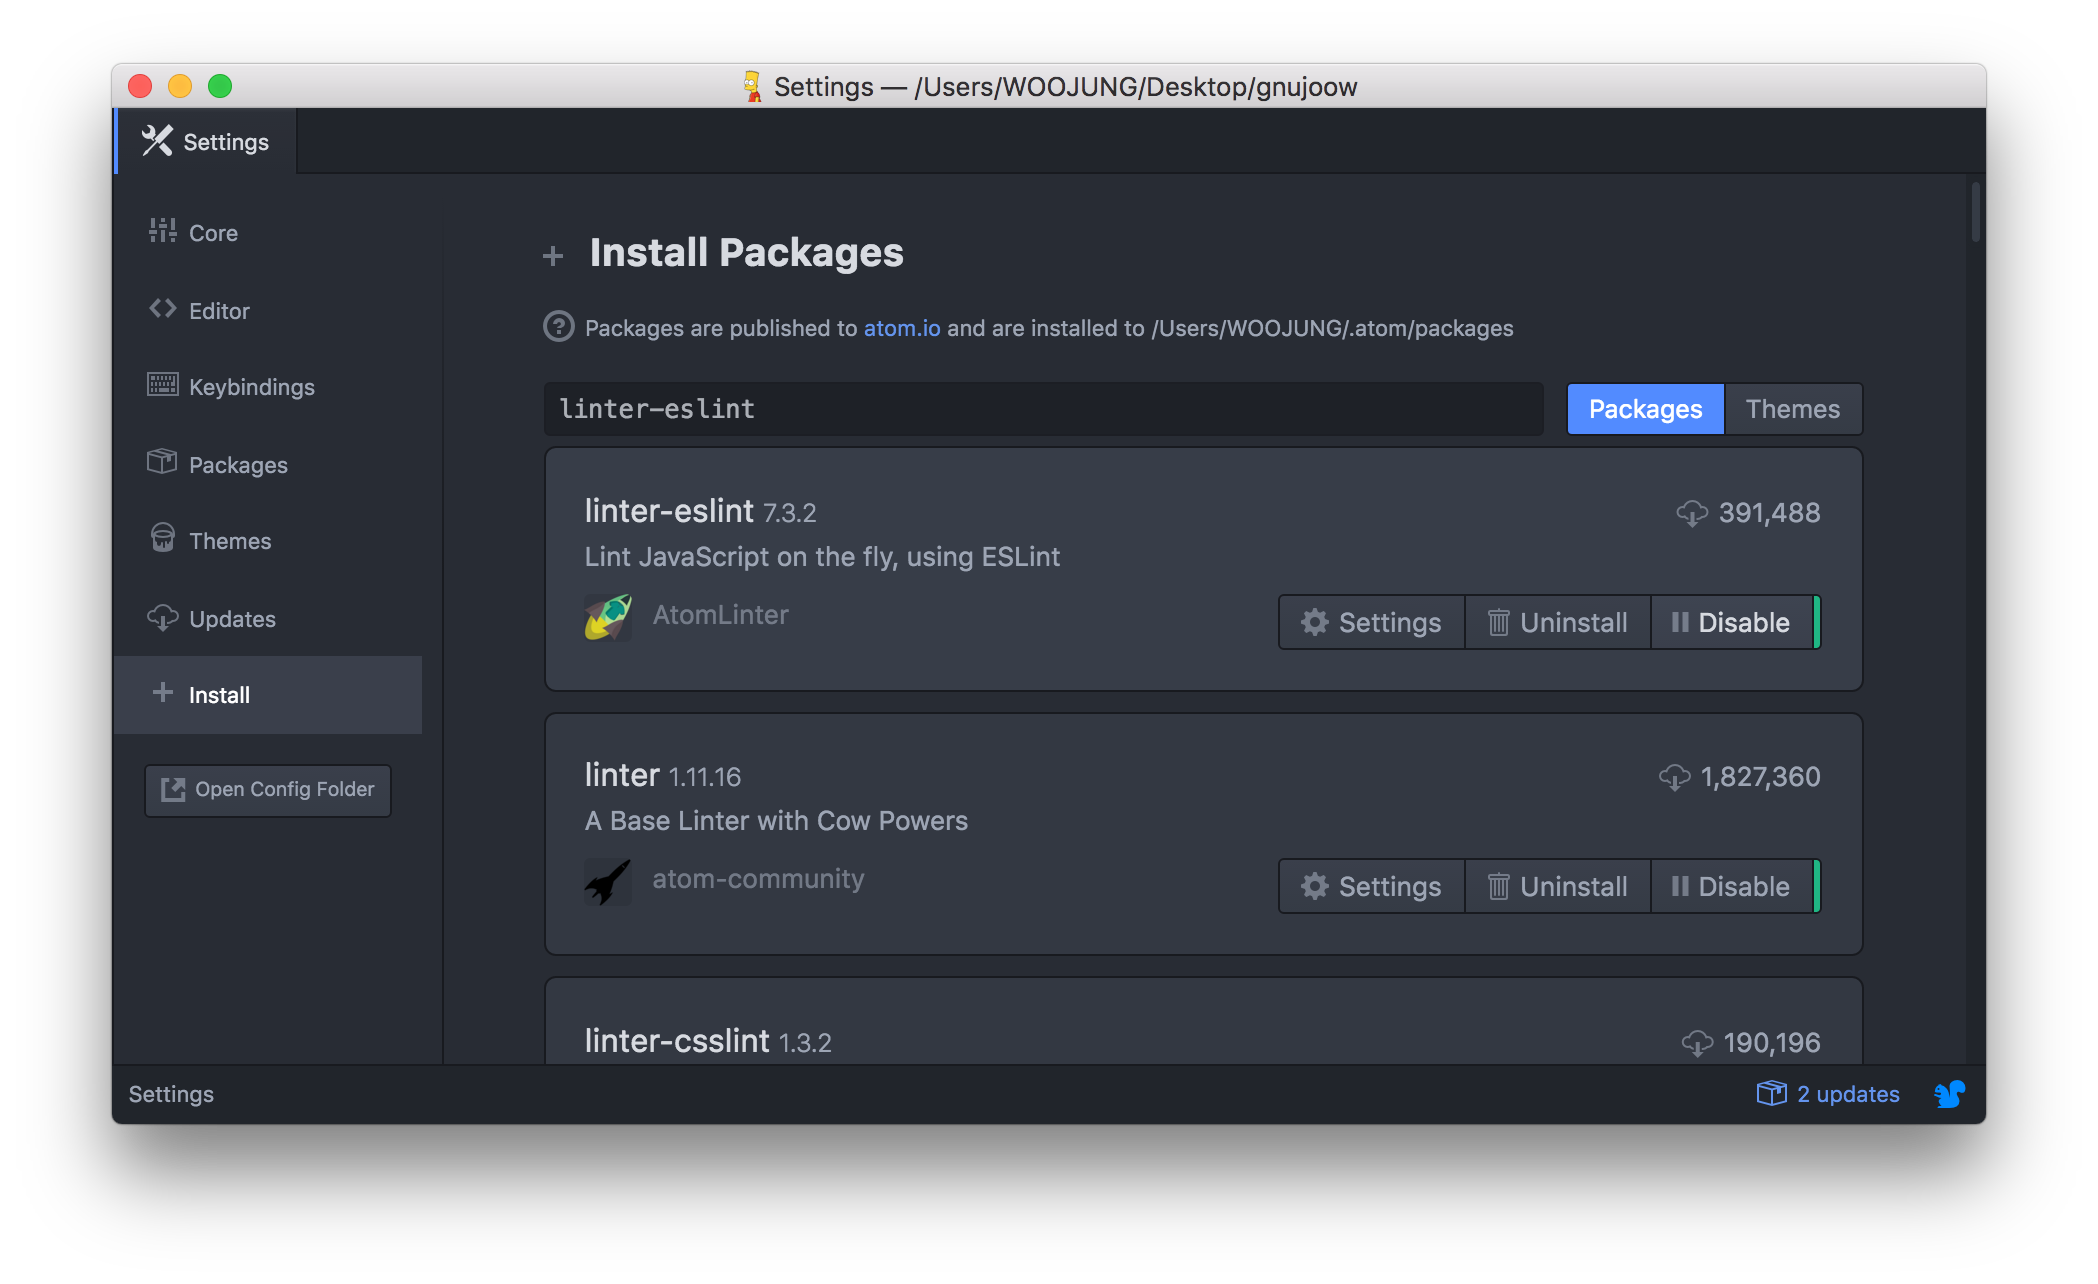 Settings — /Users/WOOJUNG/Desktop/gnujoow
Settings
Core
Editor
Keybindings
Packages
Themes
Updates
Install
Open Config Folder
Install Packages
Packages are published to atom.io and are installed to /Users/WOOJUNG/.atom/packages
linter-eslint
Packages Themes
linter-eslint 7.3.2 391,488
Lint JavaScript on the fly, using ESLint
AtomLinter
Settings Uninstall Disable
linter 1.11.16 1,827,360
A Base Linter with Cow Powers
atom-community
Settings Uninstall Disable
linter-csslint 1.3.2 190,196
Settings 2 updates